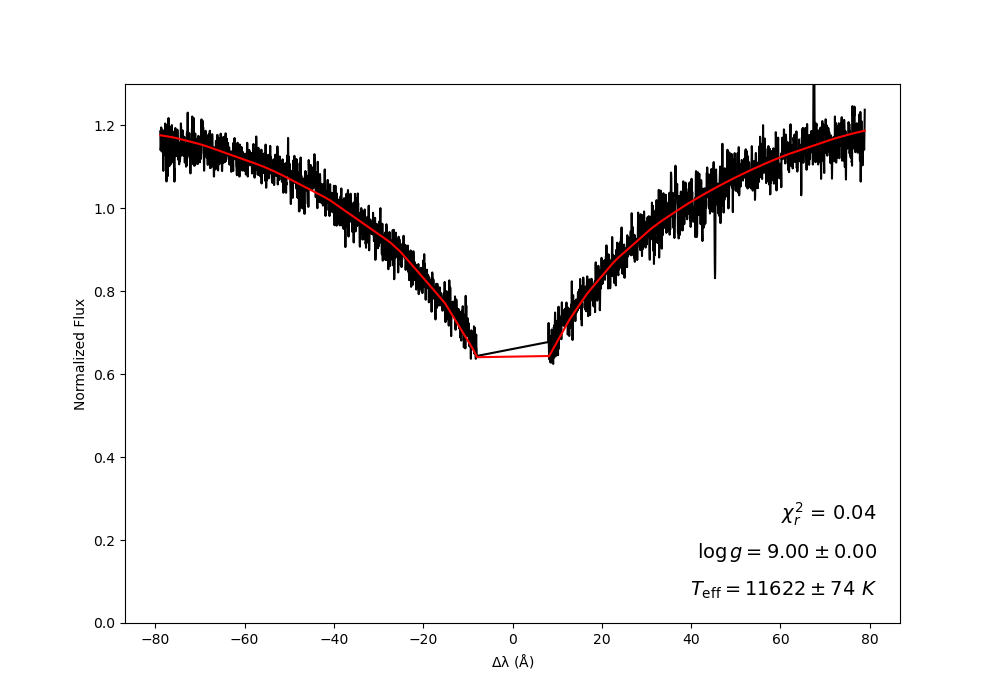 1.2
1.0
0.8
0.6
0.4
0.2
0.0
Normalized Flux
χ²ᵣ = 0.04
log g = 9.00 ± 0.00
T_eff = 11622 ± 74 K
−80 −60 −40 −20 0 20 40 60 80
Δλ (Å)